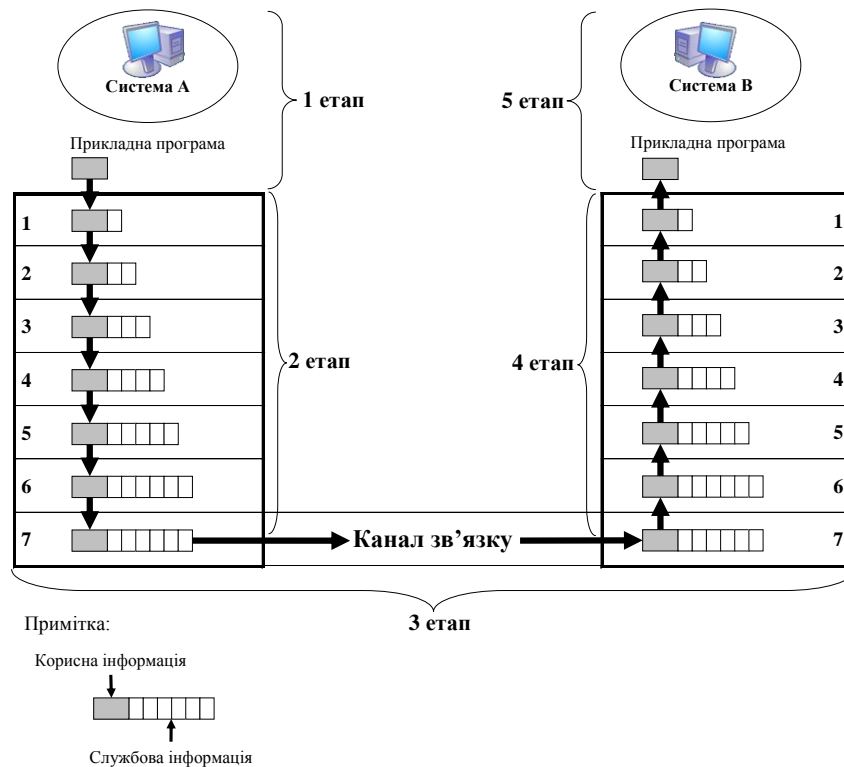 Система А
Система В
1 етап
5 етап
Прикладна програма
Прикладна програма
1
1
2
2
3
3
2 етап
4 етап
4
4
5
5
6
6
7
Канал зв’язку
7
3 етап
Примітка:
Корисна інформація
Службова інформація